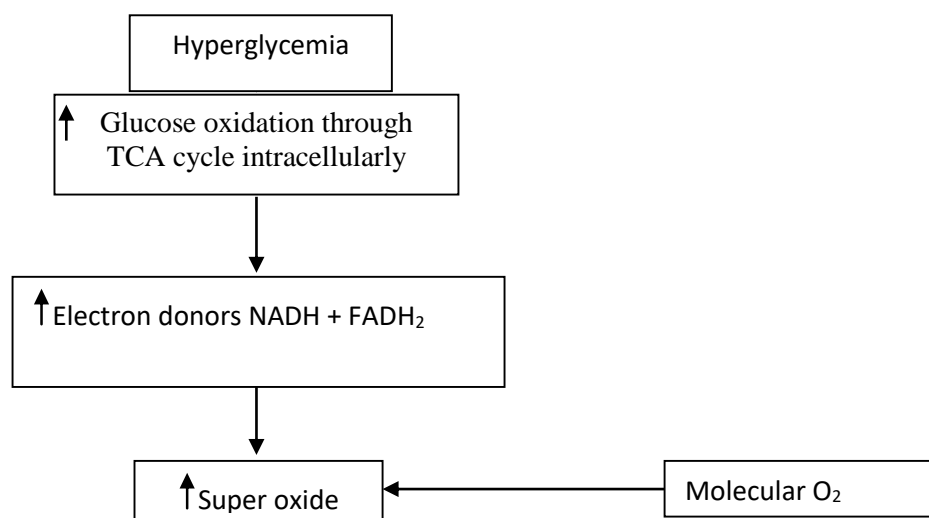 Hyperglycemia
Glucose oxidation through
TCA cycle intracellularly
Electron donors NADH + FADH₂
Super oxide
Molecular O₂